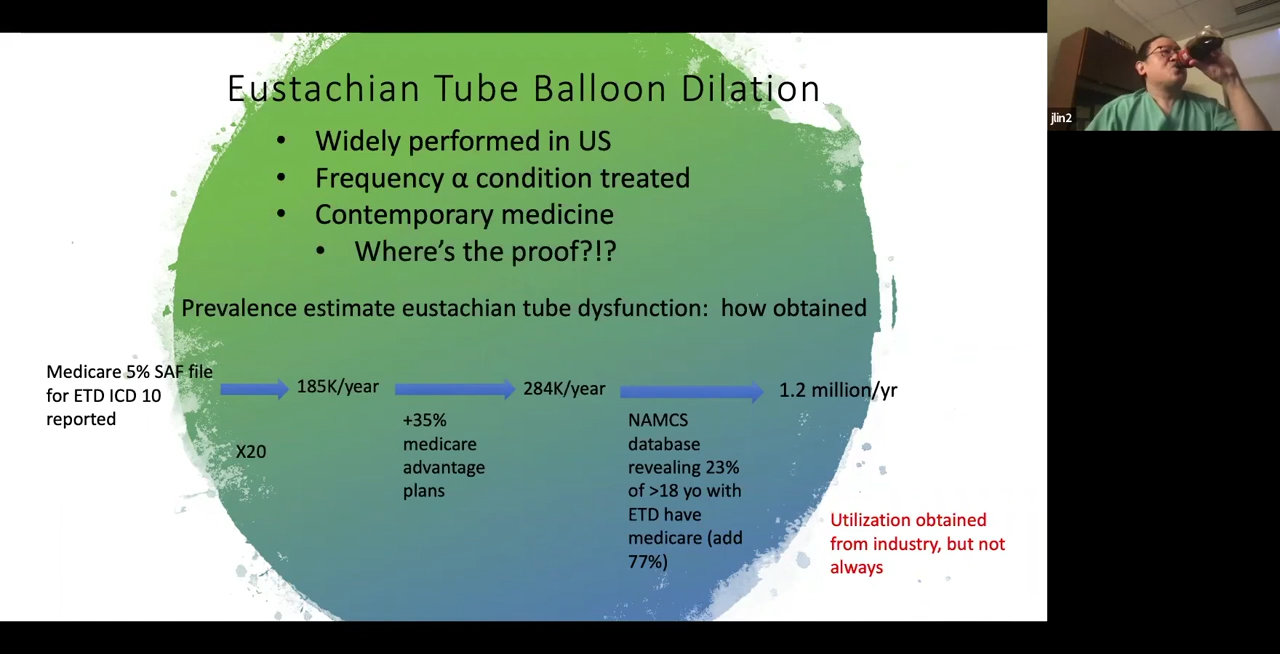 Eustachian Tube Balloon Dilation
• Widely performed in US
• Frequency α condition treated
• Contemporary medicine
• Where's the proof?!?
Prevalence estimate eustachian tube dysfunction: how obtained
Medicare 5% SAF file
for ETD ICD 10
reported
X20
185K/year
+35%
medicare
advantage
plans
284K/year
NAMCS
database
revealing 23%
of >18 yo with
ETD have
medicare (add
77%)
1.2 million/yr
Utilization obtained
from industry, but not
always
jlin2